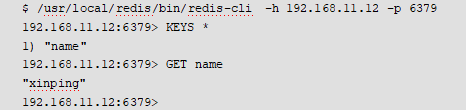 $ /usr/local/redis/bin/redis-cli  -h 192.168.11.12 -p 6379
192.168.11.12:6379> KEYS *
1) "name"
192.168.11.12:6379> GET name
"xinping"
192.168.11.12:6379>